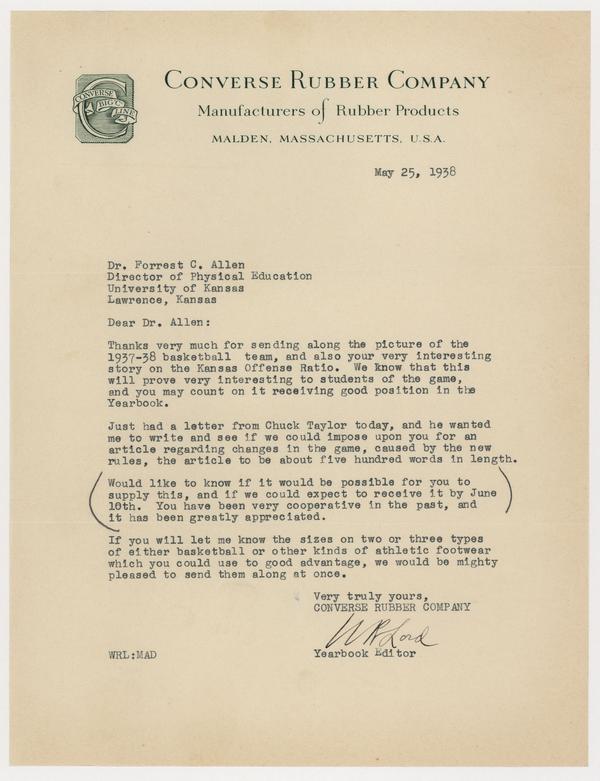 CONVERSE
BIG C
LINE
CONVERSE RUBBER COMPANY
Manufacturers of Rubber Products
MALDEN, MASSACHUSETTS, U.S.A.
May 25, 1938
Dr. Forrest C. Allen
Director of Physical Education
University of Kansas
Lawrence, Kansas
Dear Dr. Allen:
Thanks very much for sending along the picture of the
1937-38 basketball team, and also your very interesting
story on the Kansas Offense Ratio. We know that this
will prove very interesting to students of the game,
and you may count on it receiving good position in the
Yearbook.
Just had a letter from Chuck Taylor today, and he wanted
me to write and see if we could impose upon you for an
article regarding changes in the game, caused by the new
rules, the article to be about five hundred words in length.
Would like to know if it would be possible for you to
supply this, and if we could expect to receive it by June
10th. You have been very cooperative in the past, and
it has been greatly appreciated.
If you will let me know the sizes on two or three types
of either basketball or other kinds of athletic footwear
which you could use to good advantage, we would be mighty
pleased to send them along at once.
Very truly yours,
CONVERSE RUBBER COMPANY
W R Lord
WRL:MAD Yearbook Editor